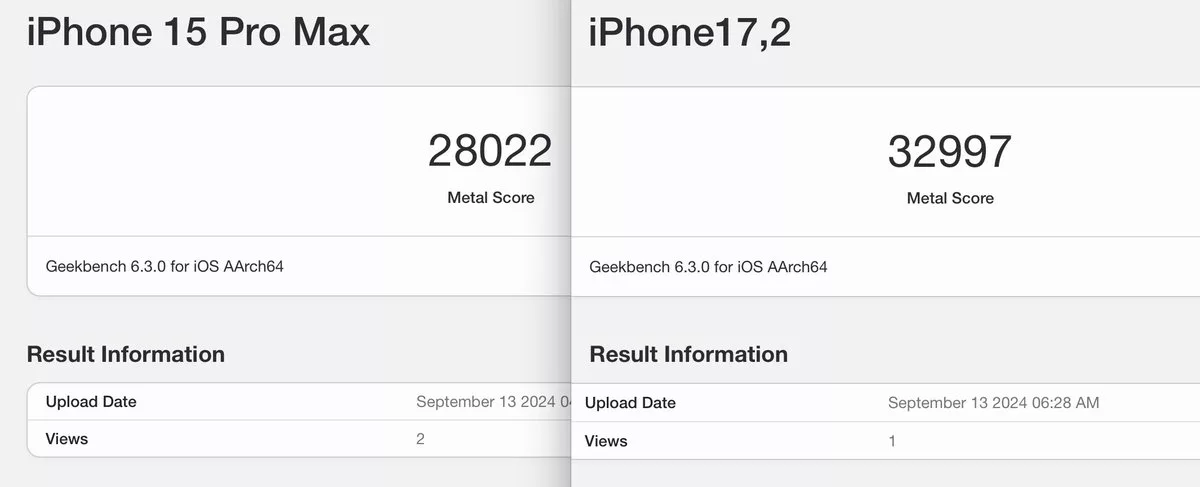 iPhone 15 Pro Max
28022
Metal Score
Geekbench 6.3.0 for iOS AArch64
Result Information
Upload Date September 13 2024
Views 2
iPhone17,2
32997
Metal Score
Geekbench 6.3.0 for iOS AArch64
Result Information
Upload Date September 13 2024 06:28 AM
Views 1